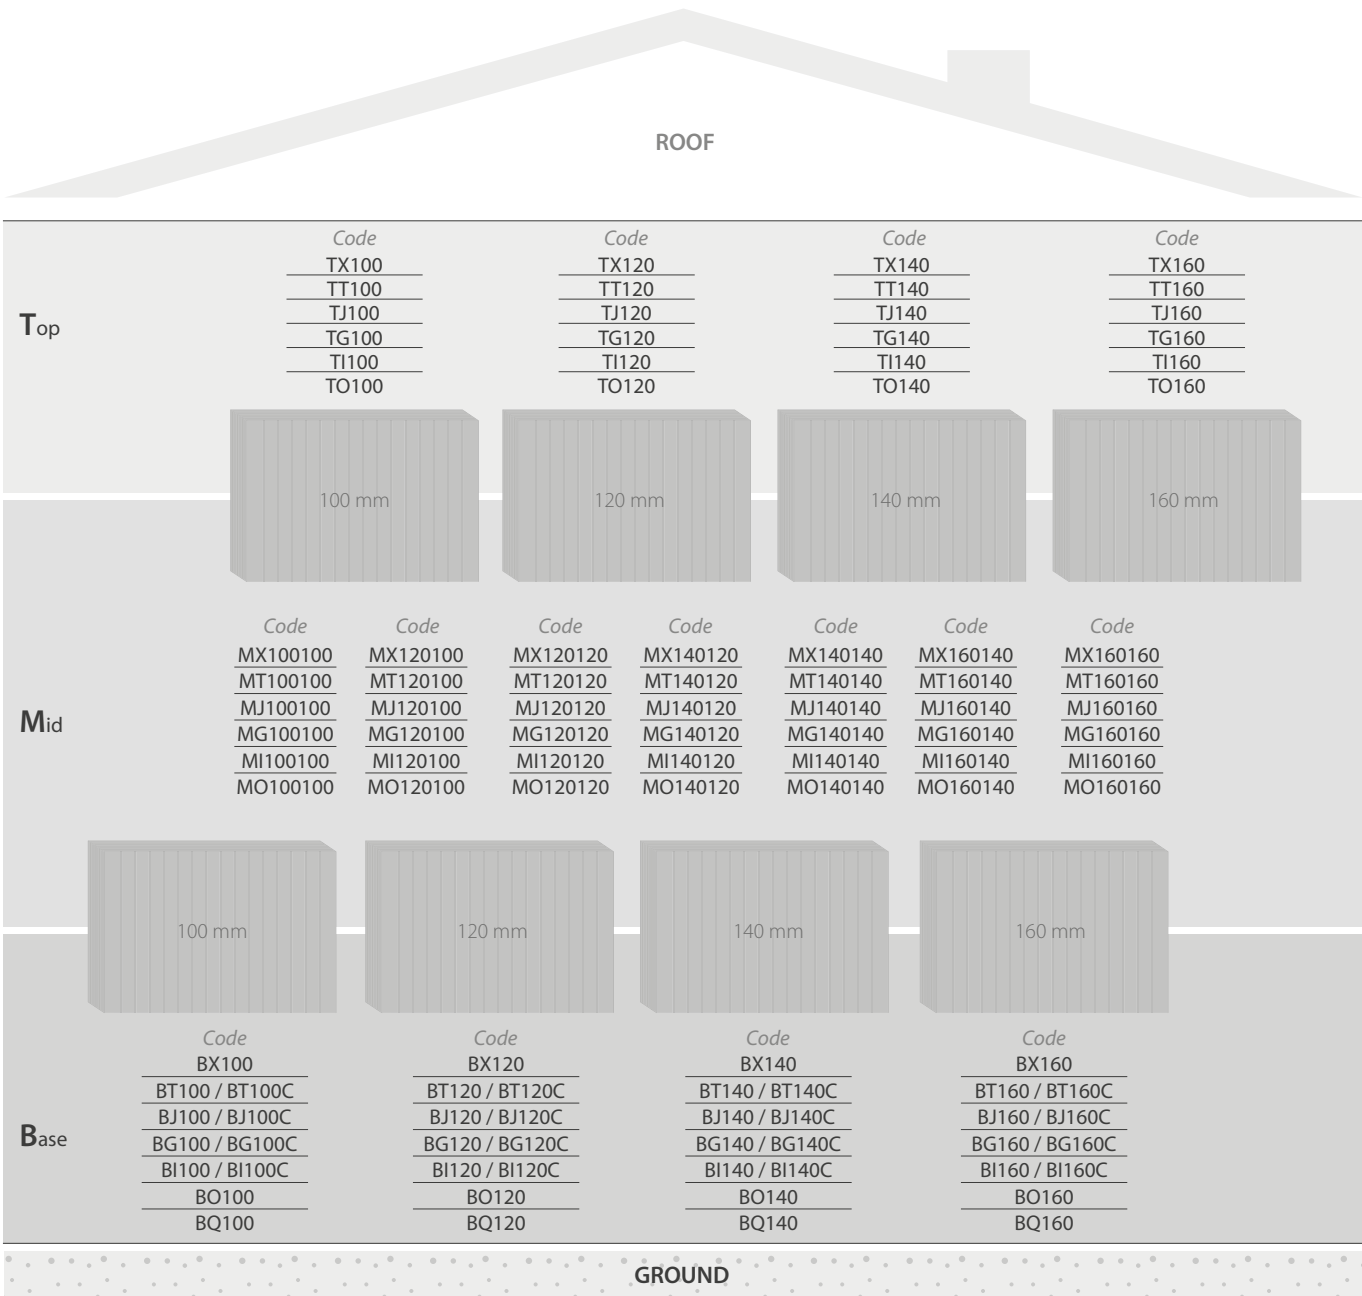 ROOF
Code Code Code Code
TX100 TX120 TX140 TX160
TT100 TT120 TT140 TT160
TJ100 TJ120 TJ140 TJ160
Top
TG100 TG120 TG140 TG160
TI100 TI120 TI140 TI160
TO100 TO120 TO140 TO160
100 mm 120 mm 140 mm 160 mm
Code Code Code Code Code Code Code
MX100100 MX120100 MX120120 MX140120 MX140140 MX160140 MX160160
MT100100 MT120100 MT120120 MT140120 MT140140 MT160140 MT160160
MJ100100 MJ120100 MJ120120 MJ140120 MJ140140 MJ160140 MJ160160
Mid
MG100100 MG120100 MG120120 MG140120 MG140140 MG160140 MG160160
MI100100 MI120100 MI120120 MI140120 MI140140 MI160140 MI160160
MO100100 MO120100 MO120120 MO140120 MO140140 MO160140 MO160160
100 mm 120 mm 140 mm 160 mm
Code Code Code Code
BX100 BX120 BX140 BX160
BT100 / BT100C BT120 / BT120C BT140 / BT140C BT160 / BT160C
BJ100 / BJ100C BJ120 / BJ120C BJ140 / BJ140C BJ160 / BJ160C
Base
BG100 / BG100C BG120 / BG120C BG140 / BG140C BG160 / BG160C
BI100 / BI100C BI120 / BI120C BI140 / BI140C BI160 / BI160C
BO100 BO120 BO140 BO160
BQ100 BQ120 BQ140 BQ160
GROUND